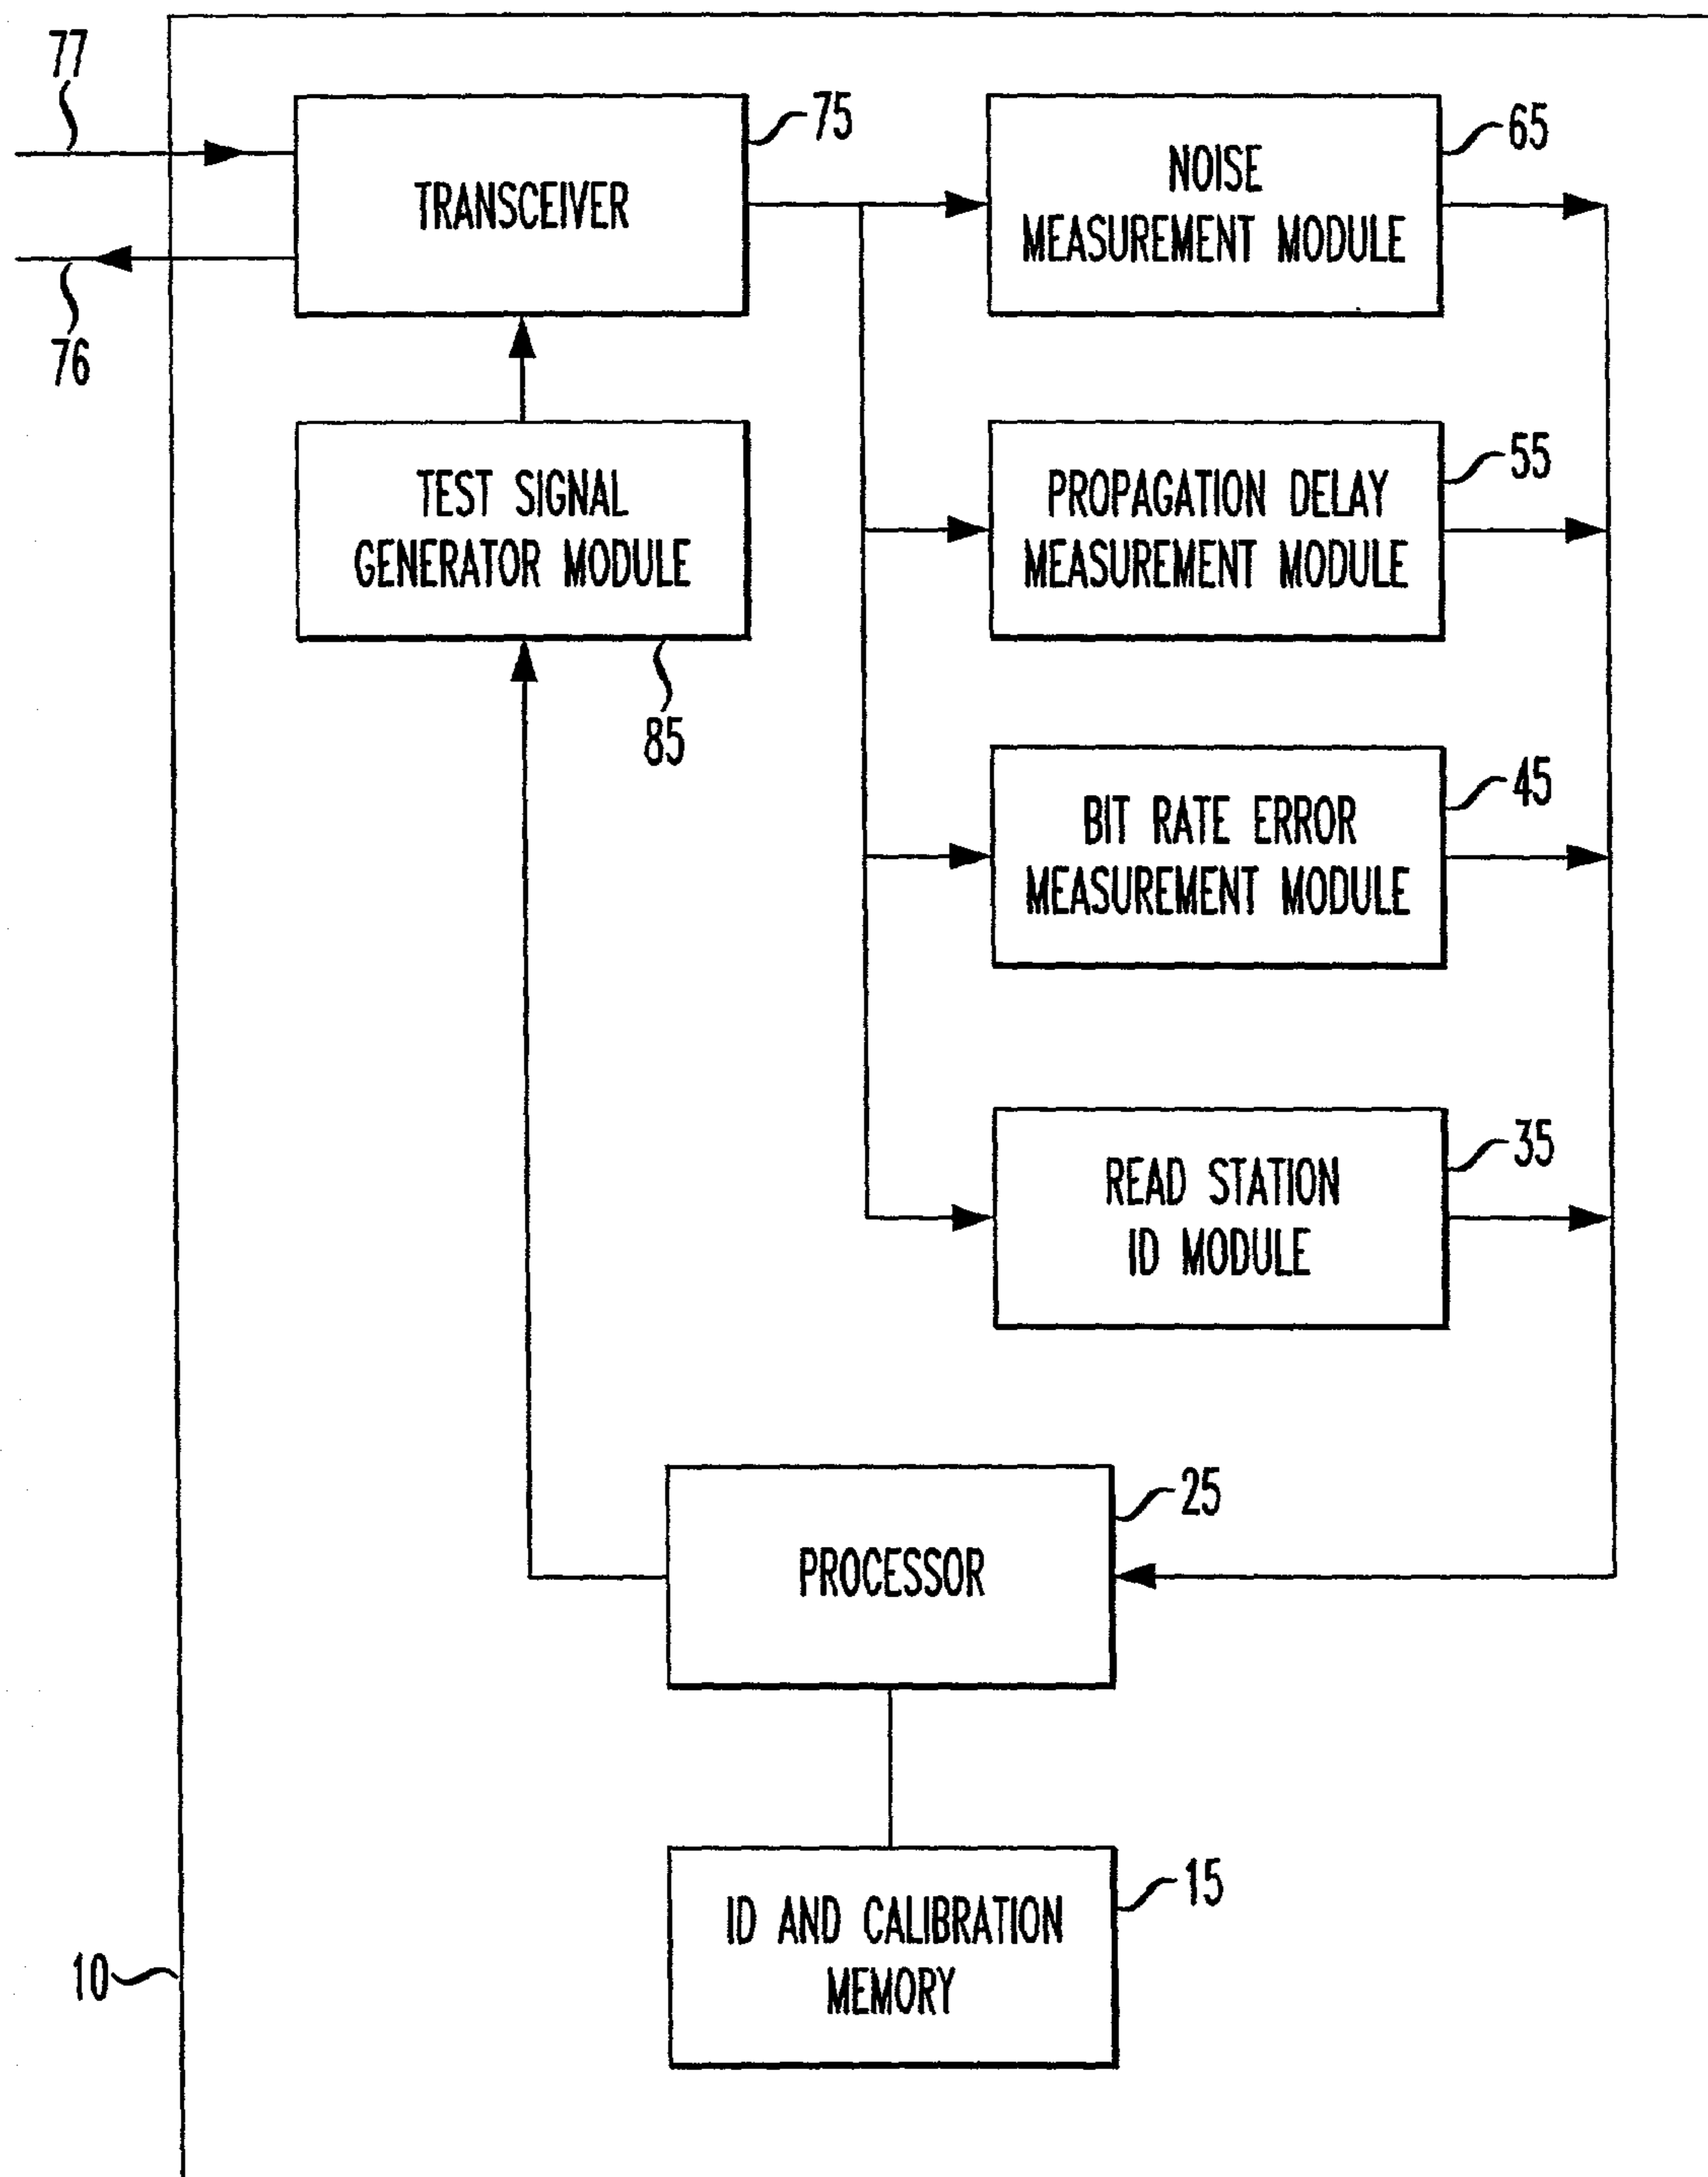 77
75
65
TRANSCEIVER
NOISE
MEASUREMENT MODULE
76
TEST SIGNAL
GENERATOR MODULE
85
PROPAGATION DELAY
MEASUREMENT MODULE
55
BIT RATE ERROR
MEASUREMENT MODULE
45
READ STATION
ID MODULE
35
PROCESSOR
25
ID AND CALIBRATION
MEMORY
15
10